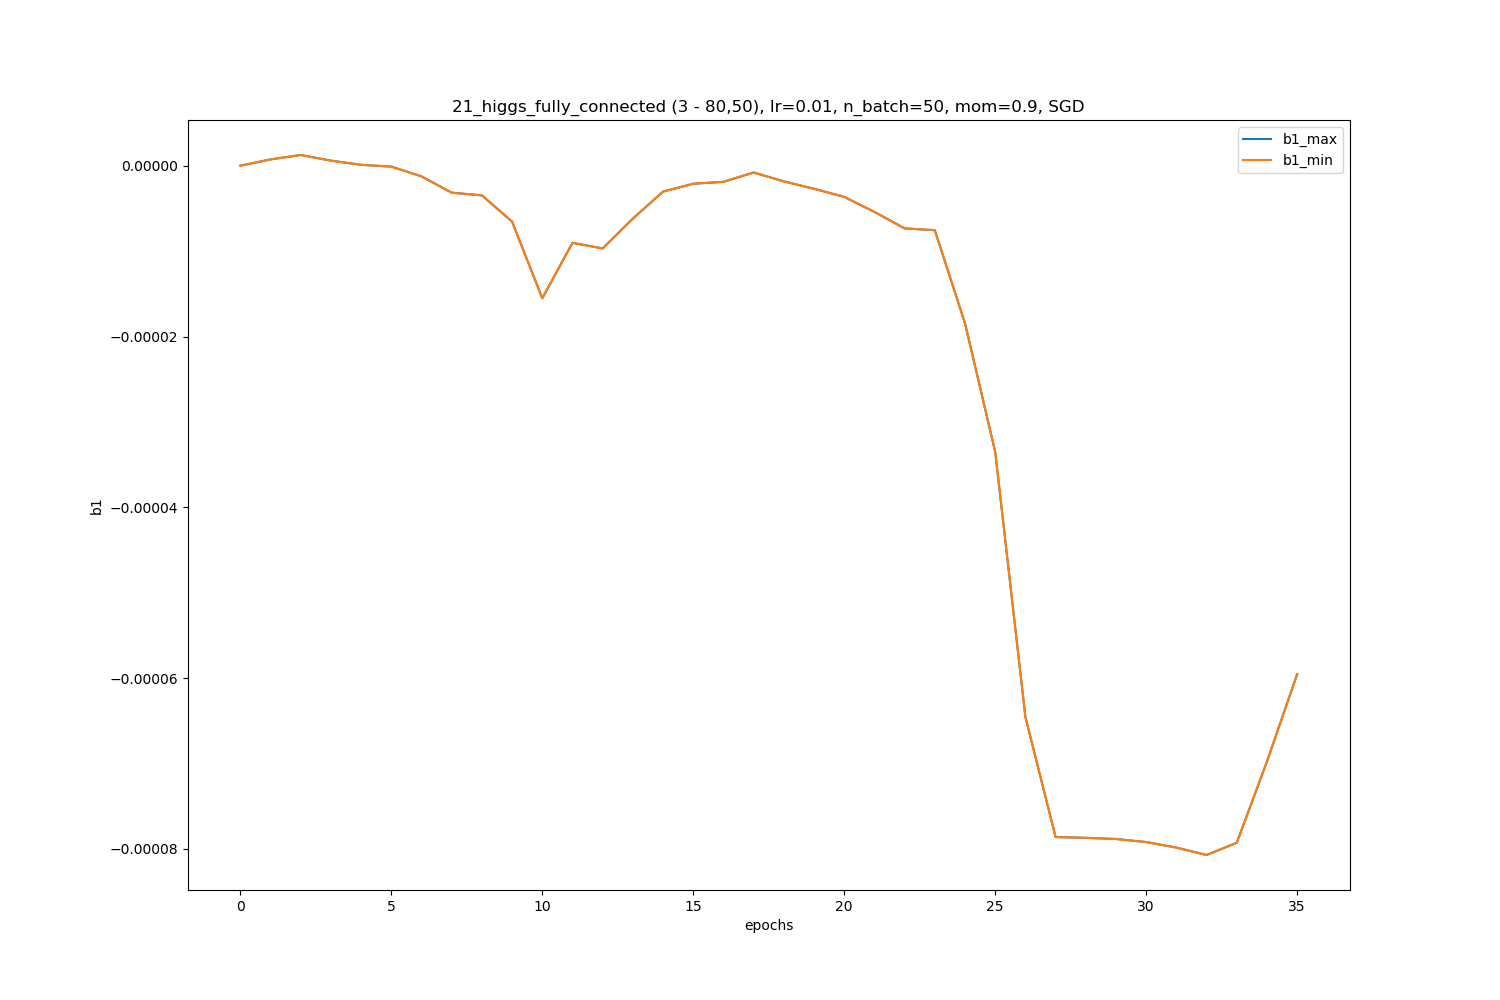 21_higgs_fully_connected (3 - 80,50), lr=0.01, n_batch=50, mom=0.9, SGD
b1_max
b1_min
0.00000
−0.00002
−0.00004
−0.00006
−0.00008
b1
0 5 10 15 20 25 30 35
epochs